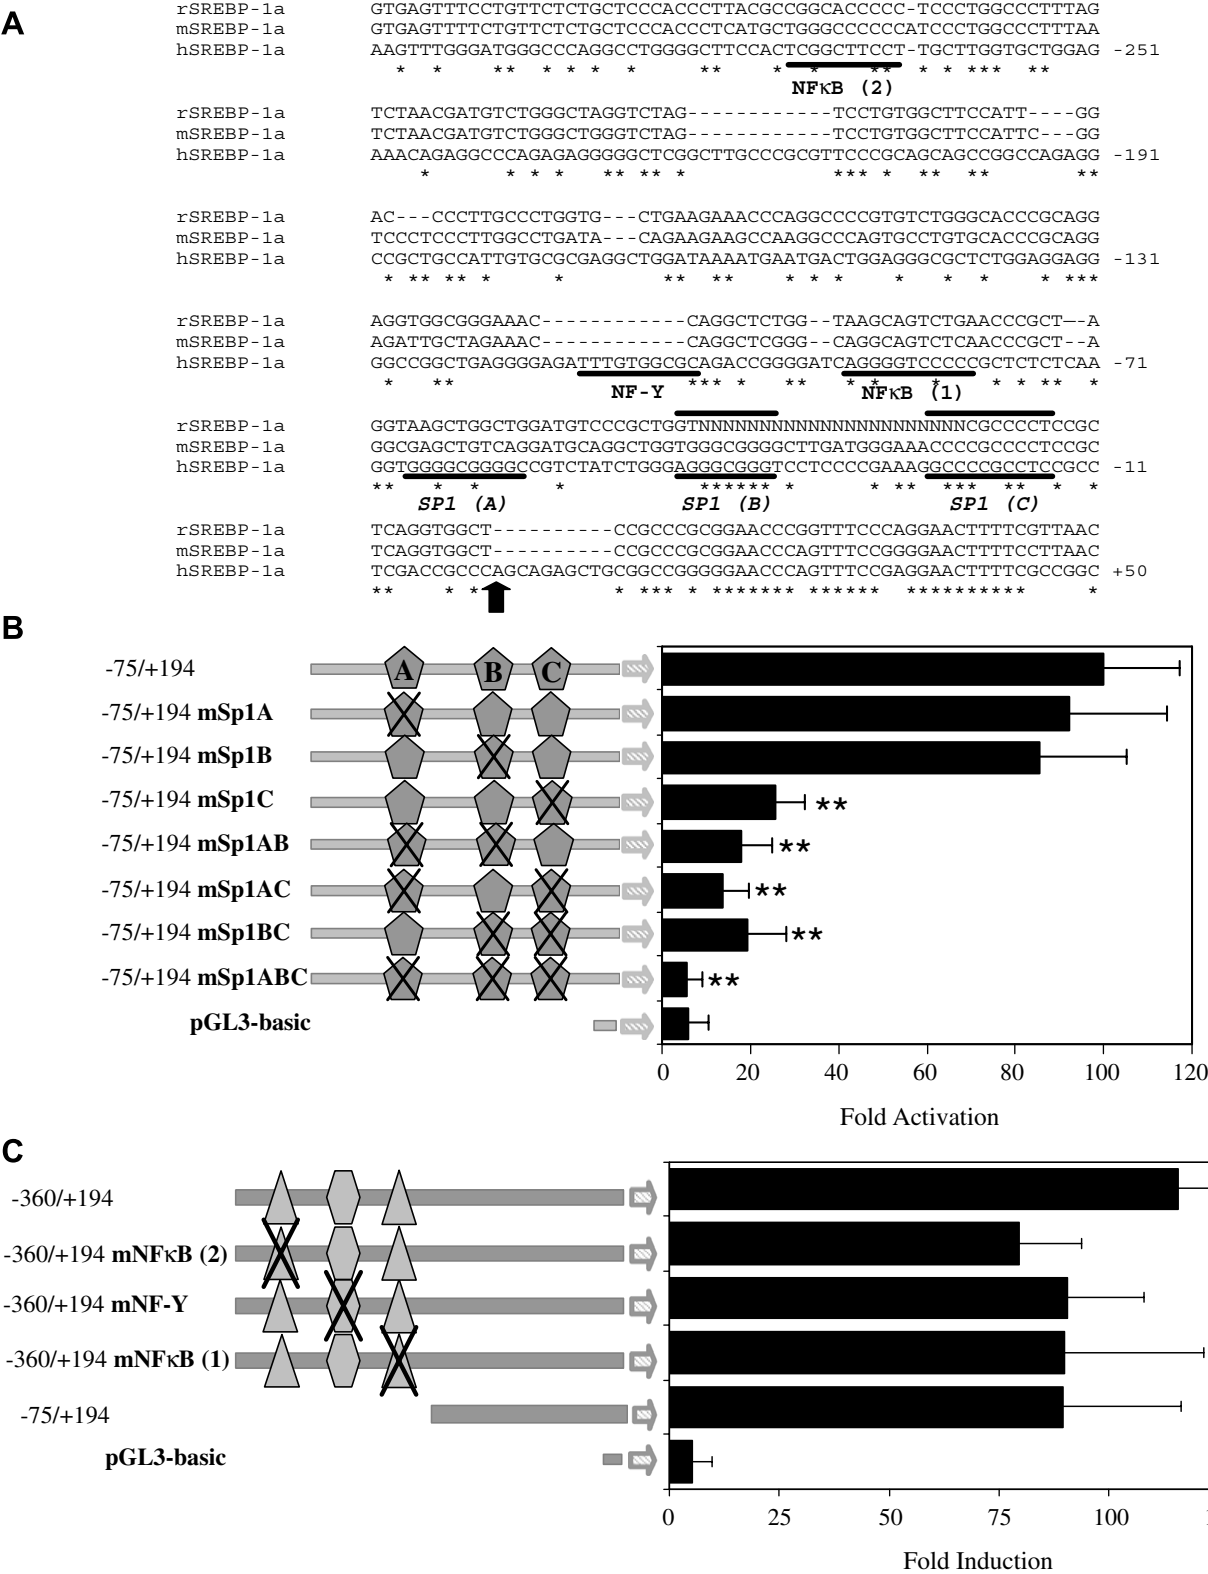 A
rSREBP-1a GTGAGTTTCCTGTTCTCTGCTCCCACCCTTACGCCGGCACCCCCC-TCCCTGGCCCTTTAG
mSREBP-1a GTGAGTTTTCTGTTCTCTGCTCCCACCCTCATGCTGGGCCCCCCCATCCCTGGCCCTTTAA
hSREBP-1a AAGTTTGGGATGGGCCCAGGCCTGGGGCTTCCACTCGGCTTCCT-TGCTTGGTGCTGGAG -251
* * ** * * * * ** * * ** * * *** **
NFκB (2)
rSREBP-1a TCTAACGATGTCTGGGCTAGGTCTAG------------TCCTGTGGCTTCCATT----GG
mSREBP-1a TCTAACGATGTCTGGGCTGGGTCTAG------------TCCTGTGGCTTCCATTC---GG
hSREBP-1a AAACAGAGGCCCAGAGAGGGGGCTCGGCTTGCCCGCGTTCCCGCAGCAGCCGGCCAGAGG -191
* * * * ** ** * *** * ** ** **
rSREBP-1a AC---CCCTTGCCCTGGTG---CTGAAGAAACCCAGGCCCCGTGTCTGGGCACCCGCAGG
mSREBP-1a TCCCTCCCTTGGCCTGATA---CAGAAGAAGCCAAGGCCCAGTGCCTGTGCACCCGCAGG
hSREBP-1a CCGCTGCCATTGTGCGCGAGGCTGGATAAAATGAATGACTGGAGGGCGCTCTGGAGGAGG -131
* ** ** * * ** ** * * * * * * * ***
rSREBP-1a AGGTGGCGGGAAAC------------CAGGCTCTGG--TAAGCAGTCTGAACCCGCT--A
mSREBP-1a AGATTGCTAGAAAC------------CAGGCTCGGG--CAGGCAGTCTCAACCCGCT--A
hSREBP-1a GGCCGGCTGAGGGGAGATTTGTGGCGCAGACCGGGGATCAGGGGTCCCCCGCTCTCTCAA -71
* ** *** * ** * * * * * ** *
NF-Y NFκB (1)
rSREBP-1a GGTAAGCTGGCTGGATGTCCCGCTGGTNNNNNNNNNNNNNNNNNNNNNNCGCCCCTCCGC
mSREBP-1a GGCGAGCTGTCAGGATGCAGGCTGGTGGGCGGGGCTTGATGGGAAACCCCGCCCCTCCGC
hSREBP-1a GGTGGGGCGGGGCCGTCTATCTGGGAGGGCGGGTCCTCCCCGAAAGGCCCCGCCTCCGCC -11
** * * * ****** * * ** *** ** * *
SP1 (A) SP1 (B) SP1 (C)
rSREBP-1a TCAGGTGGCT----------CCGCCCGCGGAACCCGGTTTCCCAGGAACTTTTCGTTAAC
mSREBP-1a TCAGGTGGCT----------CCGCCCGCGGAACCCAGTTTCCGGGGAACTTTTCCTTAAC
hSREBP-1a TCGACCGCCCAGCAGAGCTGCGGCCGGGGGAACCCAGTTTCCGAGGAACTTTTCGCCGGC +50
** * * * *** * ******* ****** ********** *
B
-75/+194 A B C
-75/+194 mSp1A
-75/+194 mSp1B
-75/+194 mSp1C **
-75/+194 mSp1AB **
-75/+194 mSp1AC **
-75/+194 mSp1BC **
-75/+194 mSp1ABC **
pGL3-basic
0 20 40 60 80 100 120
Fold Activation
C
-360/+194
-360/+194 mNFκB (2)
-360/+194 mNF-Y
-360/+194 mNFκB (1)
-75/+194
pGL3-basic
0 25 50 75 100
Fold Induction